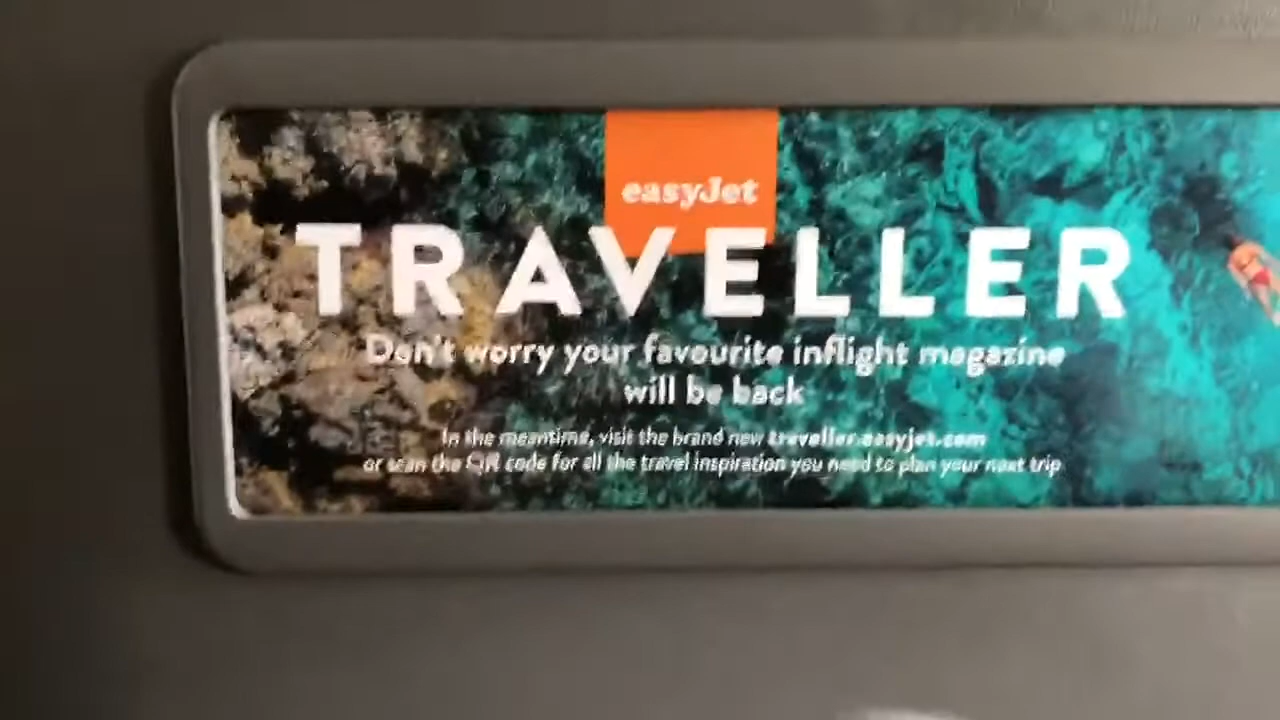 easyJet
TRAVELLER
Don't worry your favourite inflight magazine
will be back
In the meantime, visit the brand new traveller.easyjet.com
or scan the QR code for all the travel inspiration you need to plan your next trip